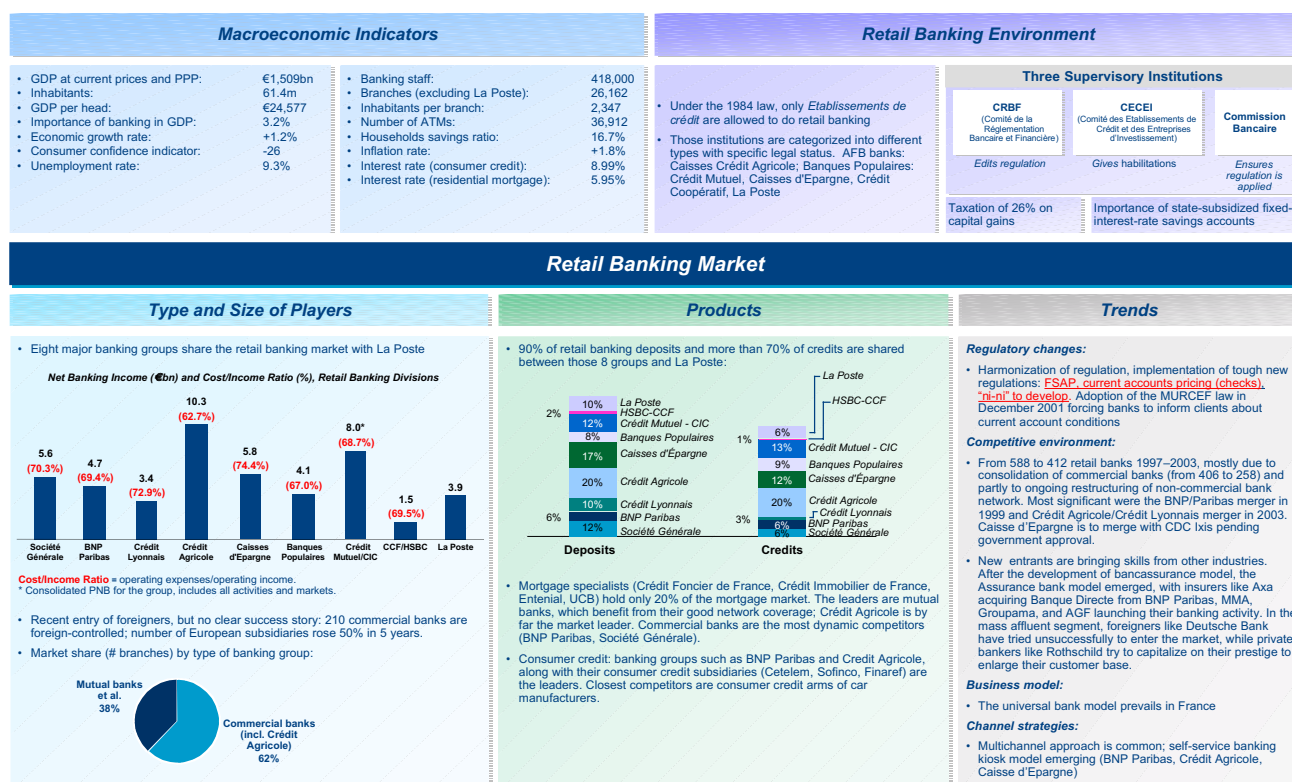 Macroeconomic Indicators
• GDP at current prices and PPP: €1,509bn
• Inhabitants: 61.4m
• GDP per head: €24,577
• Importance of banking in GDP: 3.2%
• Economic growth rate: +1.2%
• Consumer confidence indicator: -26
• Unemployment rate: 9.3%
• Banking staff: 418,000
• Branches (excluding La Poste): 26,162
• Inhabitants per branch: 2,347
• Number of ATMs: 36,912
• Households savings ratio: 16.7%
• Inflation rate: +1.8%
• Interest rate (consumer credit): 8.99%
• Interest rate (residential mortgage): 5.95%
Retail Banking Environment
• Under the 1984 law, only Etablissements de
crédit are allowed to do retail banking
• Those institutions are categorized into different
types with specific legal status. AFB banks:
Caisses Crédit Agricole; Banques Populaires:
Crédit Mutuel, Caisses d'Epargne, Crédit
Coopératif, La Poste
Three Supervisory Institutions
CRBF
(Comité de la
Règlementation
Bancaire et Financière)
Edits regulation
CECEI
(Comité des Etablissements de
Crédit et des Entreprises
d'Investissement)
Gives habilitations
Commission
Bancaire
Ensures
regulation is
applied
Taxation of 26% on
capital gains
Importance of state-subsidized fixed-
interest-rate savings accounts
Retail Banking Market
Type and Size of Players
• Eight major banking groups share the retail banking market with La Poste
Net Banking Income (€bn) and Cost/Income Ratio (%), Retail Banking Divisions
5.6
(70.3%)
4.7
(69.4%)
3.4
(72.9%)
10.3
(62.7%)
5.8
(74.4%)
4.1
(67.0%)
8.0*
(68.7%)
1.5
(69.5%)
3.9
Société
Générale
BNP
Paribas
Crédit
Lyonnais
Crédit
Agricole
Caisses
d'Epargne
Banques
Populaires
Crédit
Mutuel/CIC
CCF/HSBC
La Poste
Cost/Income Ratio = operating expenses/operating income.
* Consolidated PNB for the group, includes all activities and markets.
• Recent entry of foreigners, but no clear success story: 210 commercial banks are
foreign-controlled; number of European subsidiaries rose 50% in 5 years.
• Market share (# branches) by type of banking group:
Mutual banks
et al.
38%
Commercial banks
(incl. Crédit
Agricole)
62%
Products
• 90% of retail banking deposits and more than 70% of credits are shared
between those 8 groups and La Poste:
10% La Poste
2% HSBC-CCF
12% Crédit Mutuel - CIC
8% Banques Populaires
17% Caisses d'Épargne
20% Crédit Agricole
10% Crédit Lyonnais
6% BNP Paribas
12% Société Générale
Deposits
La Poste
HSBC-CCF
6%
1%
13% Crédit Mutuel - CIC
9% Banques Populaires
12% Caisses d'Épargne
20% Crédit Agricole
3% Crédit Lyonnais
6% BNP Paribas
6% Société Générale
Credits
• Mortgage specialists (Crédit Foncier de France, Crédit Immobilier de France,
Entenial, UCB) hold only 20% of the mortgage market. The leaders are mutual
banks, which benefit from their good network coverage; Crédit Agricole is by
far the market leader. Commercial banks are the most dynamic competitors
(BNP Paribas, Société Générale).
• Consumer credit: banking groups such as BNP Paribas and Credit Agricole,
along with their consumer credit subsidiaries (Cetelem, Sofinco, Finaref) are
the leaders. Closest competitors are consumer credit arms of car
manufacturers.
Trends
Regulatory changes:
• Harmonization of regulation, implementation of tough new
regulations: FSAP, current accounts pricing (checks),
"ni-ni" to develop. Adoption of the MURCEF law in
December 2001 forcing banks to inform clients about
current account conditions
Competitive environment:
• From 588 to 412 retail banks 1997–2003, mostly due to
consolidation of commercial banks (from 406 to 258) and
partly to ongoing restructuring of non-commercial bank
network. Most significant were the BNP/Paribas merger in
1999 and Crédit Agricole/Crédit Lyonnais merger in 2003.
Caisse d'Epargne is to merge with CDC Ixis pending
government approval.
• New entrants are bringing skills from other industries.
After the development of bancassurance model, the
Assurance bank model emerged, with insurers like Axa
acquiring Banque Directe from BNP Paribas, MMA,
Groupama, and AGF launching their banking activity. In the
mass affluent segment, foreigners like Deutsche Bank
have tried unsuccessfully to enter the market, while private
bankers like Rothschild try to capitalize on their prestige to
enlarge their customer base.
Business model:
• The universal bank model prevails in France
Channel strategies:
• Multichannel approach is common; self-service banking
kiosk model emerging (BNP Paribas, Crédit Agricole,
Caisse d'Epargne)